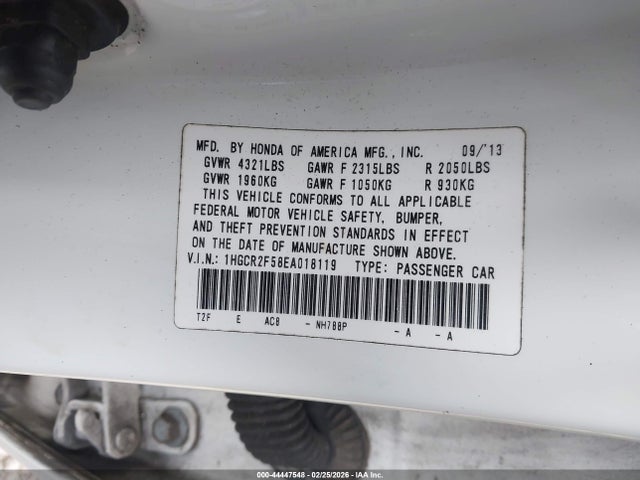 MFD. BY HONDA OF AMERICA MFG., INC. 09/'13
GVWR 4321LBS GAWR F 2315LBS R 2050LBS
GVWR 1960KG GAWR F 1050KG R 930KG
THIS VEHICLE CONFORMS TO ALL APPLICABLE
FEDERAL MOTOR VEHICLE SAFETY, BUMPER,
AND THEFT PREVENTION STANDARDS IN EFFECT
ON THE DATE OF MANUFACTURE SHOWN ABOVE.
V.I.N.: 1HGCR2F58EA018119 TYPE: PASSENGER CAR
T2F E AC8 - NH788P - A - A
000-44447548 - 02/25/2026 - Copyright © IAA, LLC